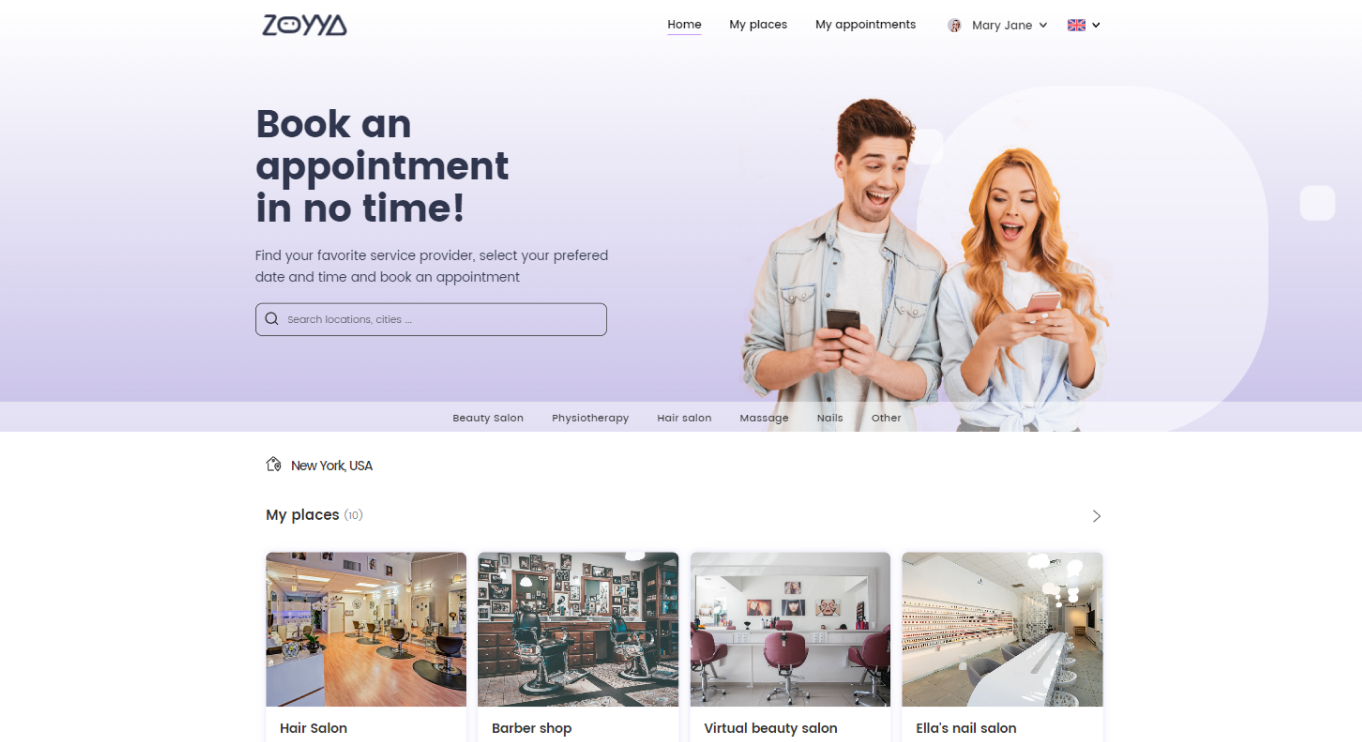 ZOYYA
Home
My places
My appointments
Mary Jane
Book an
appointment
in no time!
Find your favorite service provider, select your prefered
date and time and book an appointment
Search locations, cities ...
Beauty Salon
Physiotherapy
Hair salon
Massage
Nails
Other
New York, USA
My places (10)
Hair Salon
Barber shop
Virtual beauty salon
Ella's nail salon